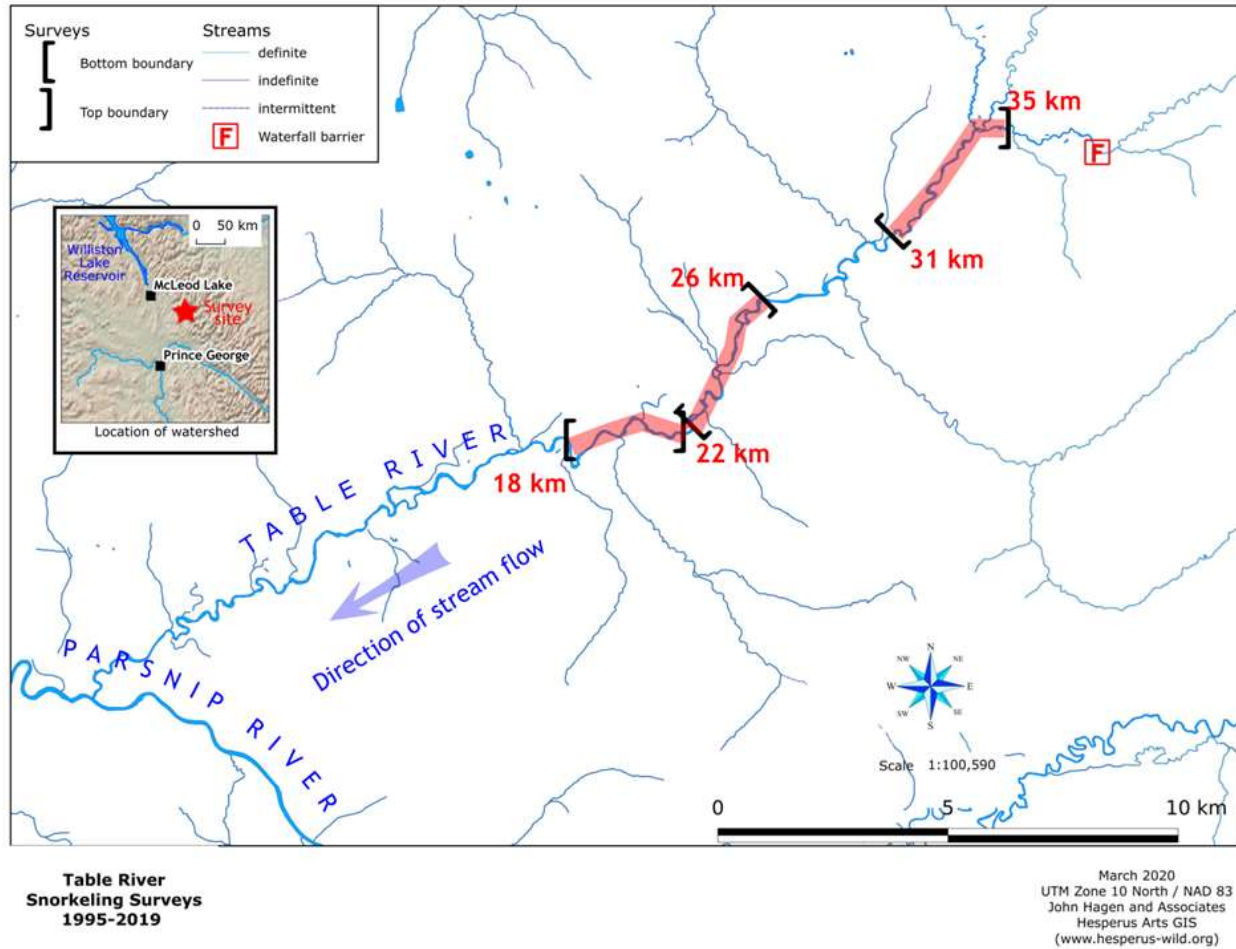 Surveys
Bottom boundary
Top boundary
Streams
definite
indefinite
intermittent
F Waterfall barrier
0 50 km
Williston
Lake
Reservoir
McLeod Lake
Survey
site
Prince George
Location of watershed
35 km
F
31 km
26 km
22 km
18 km
TABLE RIVER
Direction of stream flow
PARSNIP RIVER
N
NW NE
W E
SW SE
S
Scale 1:100,590
0 5 10 km
Table River
Snorkeling Surveys
1995-2019
March 2020
UTM Zone 10 North / NAD 83
John Hagen and Associates
Hesperus Arts GIS
(www.hesperus-wild.org)